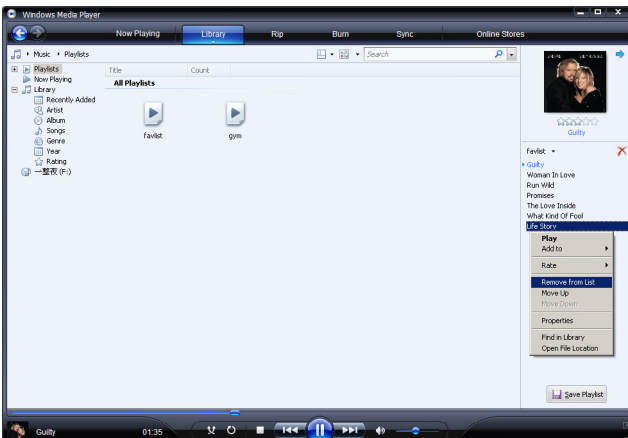 Windows Media Player
Now Playing
Library
Rip
Burn
Sync
Online Stores
Music
Playlists
Search
Playlists
Now Playing
Library
Recently Added
Artist
Album
Songs
Genre
Year
Rating
一整夜 (F:)
Title
Count
All Playlists
favlist
gym
Guilty
favlist
Guilty
Woman In Love
Run Wild
Promises
The Love Inside
What Kind Of Fool
Life Story
Play
Add to
Rate
Remove from List
Move Up
Move Down
Properties
Find in Library
Open File Location
Save Playlist
Guilty
01:35